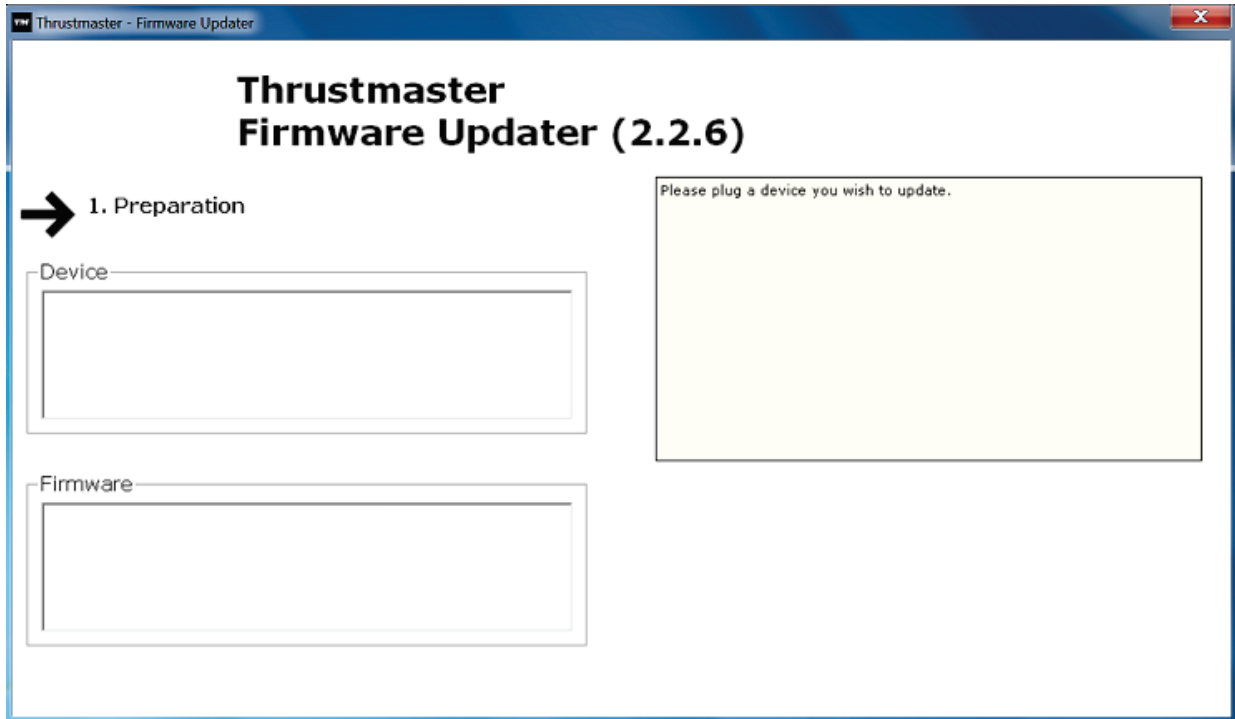 Thrustmaster - Firmware Updater
Thrustmaster
Firmware Updater (2.2.6)
1. Preparation
Please plug a device you wish to update.
Device
Firmware